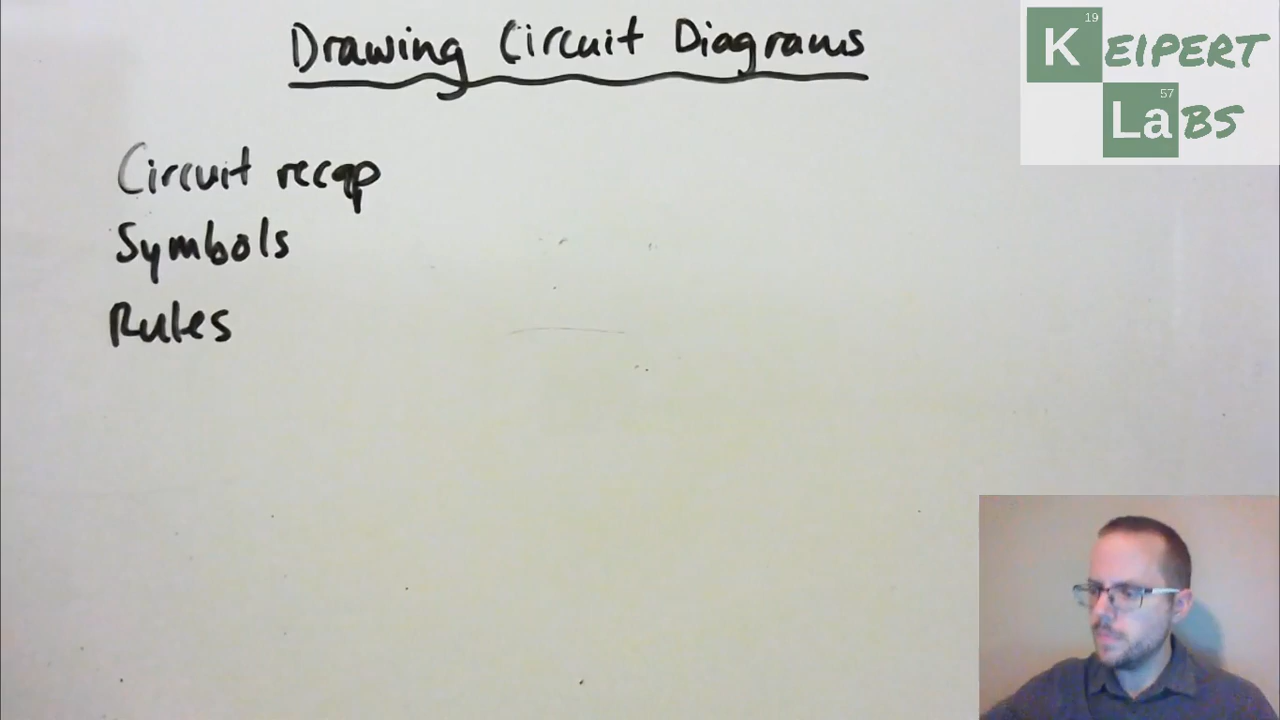 Drawing Circuit Diagrams
19
KEIPERT
57
LaBS
Circuit recap
Symbols
Rules